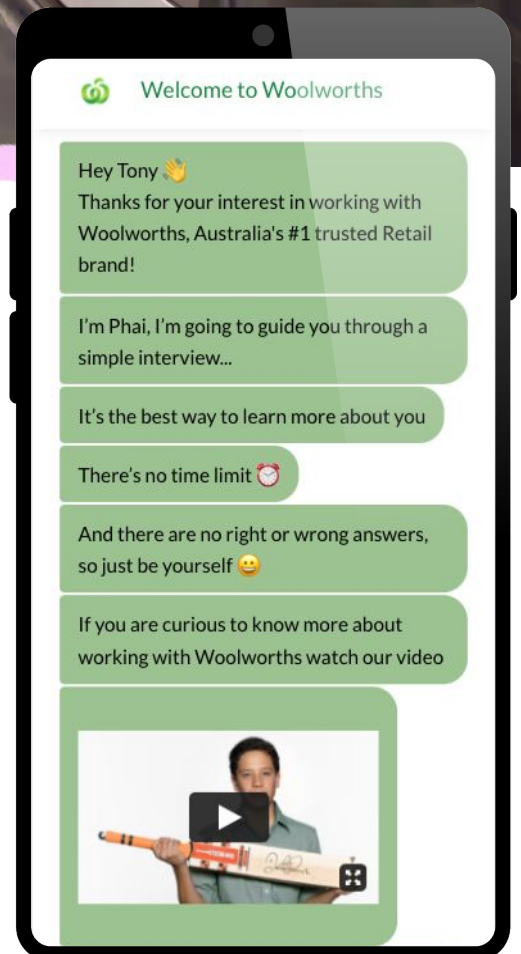 Welcome to Woolworths
Hey Tony 👋
Thanks for your interest in working with
Woolworths, Australia's #1 trusted Retail
brand!
I'm Phai, I'm going to guide you through a
simple interview...
It's the best way to learn more about you
There's no time limit ⏰
And there are no right or wrong answers,
so just be yourself 😀
If you are curious to know more about
working with Woolworths watch our video